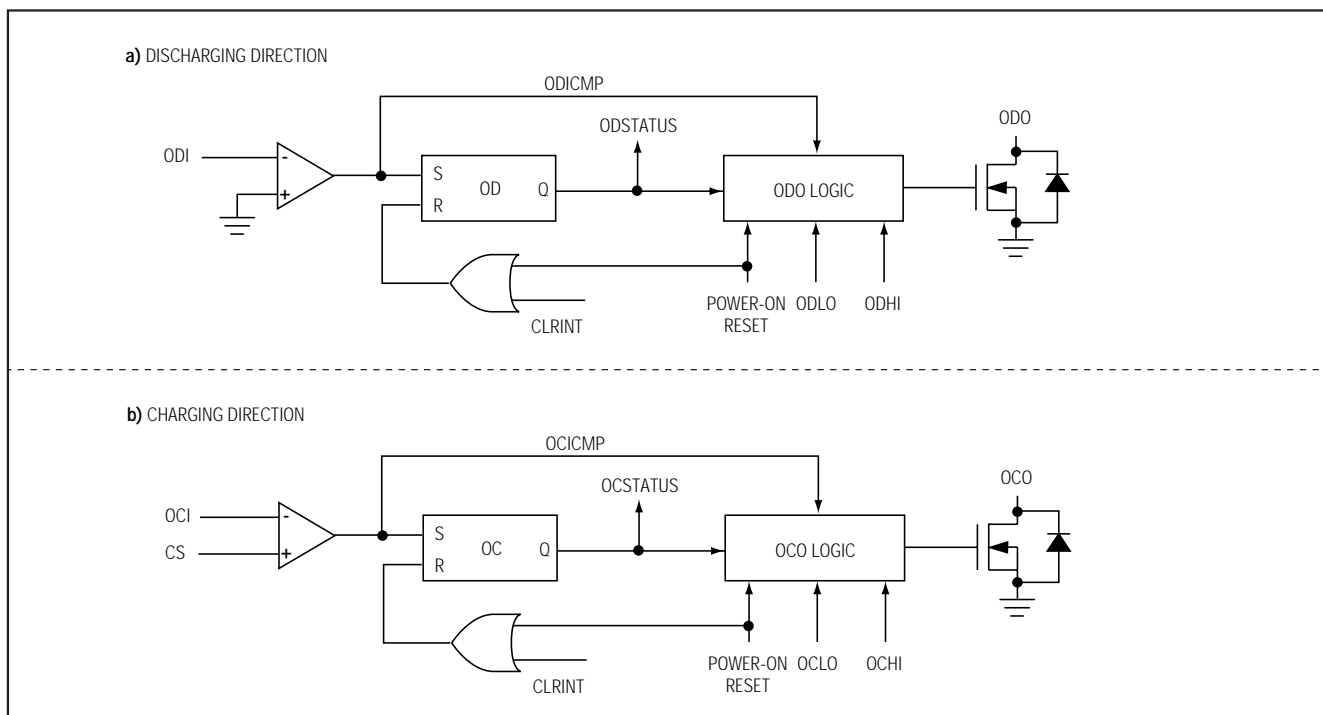 a) DISCHARGING DIRECTION
ODICMP
ODSTATUS
ODO
ODI
-
+
S
OD
Q
R
ODO LOGIC
CLRINT
POWER-ON
RESET
ODLO
ODHI
b) CHARGING DIRECTION
OCICMP
OCSTATUS
OCO
OCI
-
CS
+
S
OC
Q
R
OCO LOGIC
CLRINT
POWER-ON
RESET
OCLO
OCHI